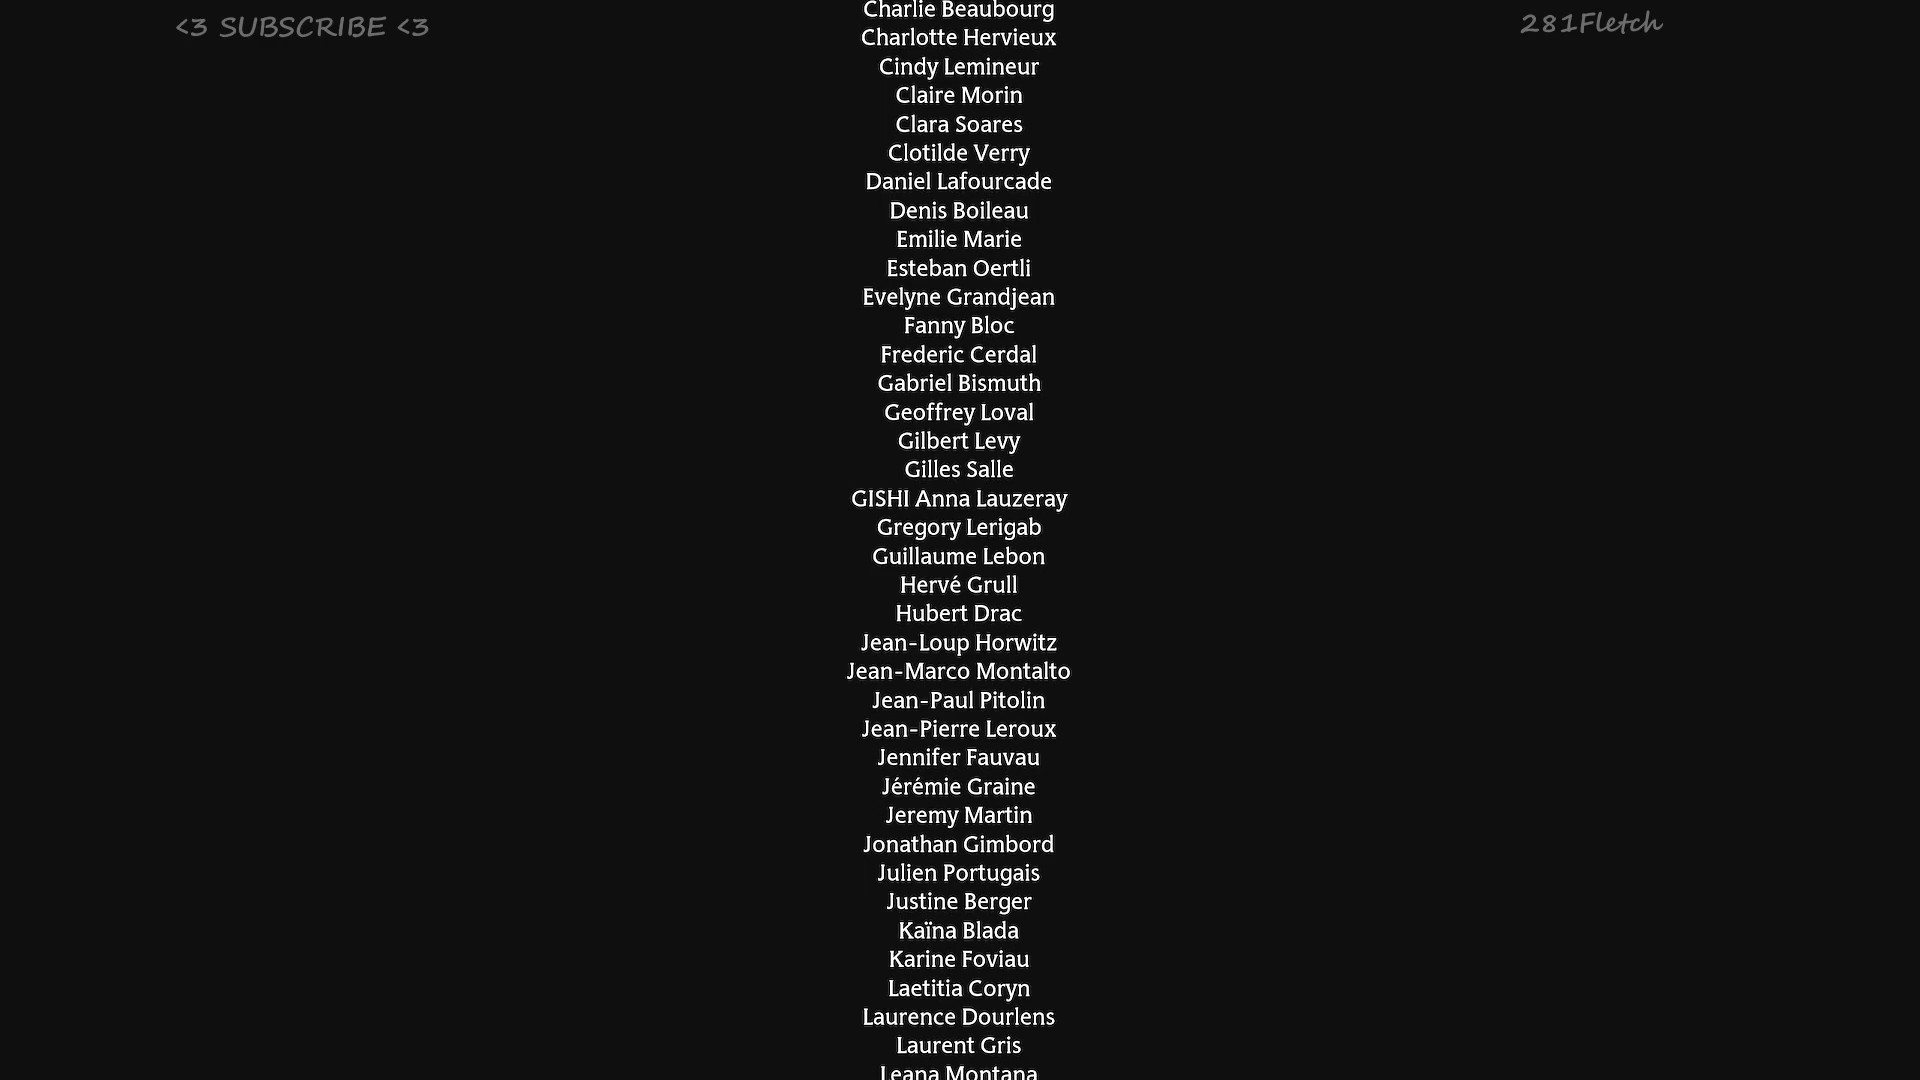 <3 SUBSCRIBE <3
281Fletch
Charlie Beaubourg
Charlotte Hervieux
Cindy Lemineur
Claire Morin
Clara Soares
Clotilde Verry
Daniel Lafourcade
Denis Boileau
Emilie Marie
Esteban Oertli
Evelyne Grandjean
Fanny Bloc
Frederic Cerdal
Gabriel Bismuth
Geoffrey Loval
Gilbert Levy
Gilles Salle
GISHI Anna Lauzeray
Gregory Lerigab
Guillaume Lebon
Hervé Grull
Hubert Drac
Jean-Loup Horwitz
Jean-Marco Montalto
Jean-Paul Pitolin
Jean-Pierre Leroux
Jennifer Fauvau
Jérémie Graine
Jeremy Martin
Jonathan Gimbord
Julien Portugais
Justine Berger
Kaïna Blada
Karine Foviau
Laetitia Coryn
Laurence Dourlens
Laurent Gris
Leana Montana